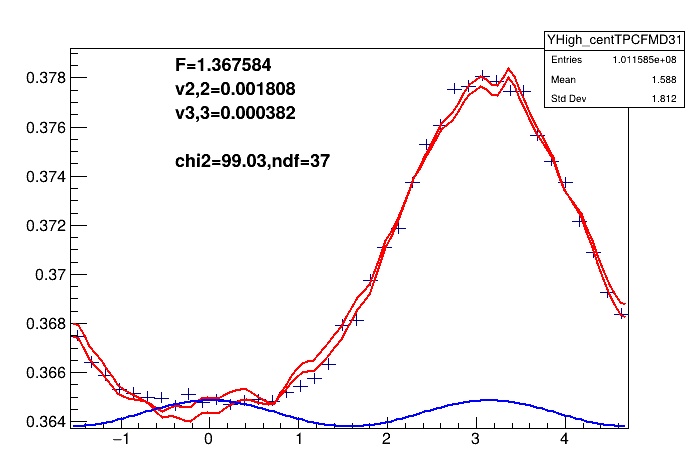 YHigh_centTPCFMD31
Entries 1.011585e+08
Mean 1.588
Std Dev 1.812
F=1.367584
v2,2=0.001808
v3,3=0.000382
chi2=99.03,ndf=37
0.378
0.376
0.374
0.372
0.37
0.368
0.366
0.364
−1 0 1 2 3 4